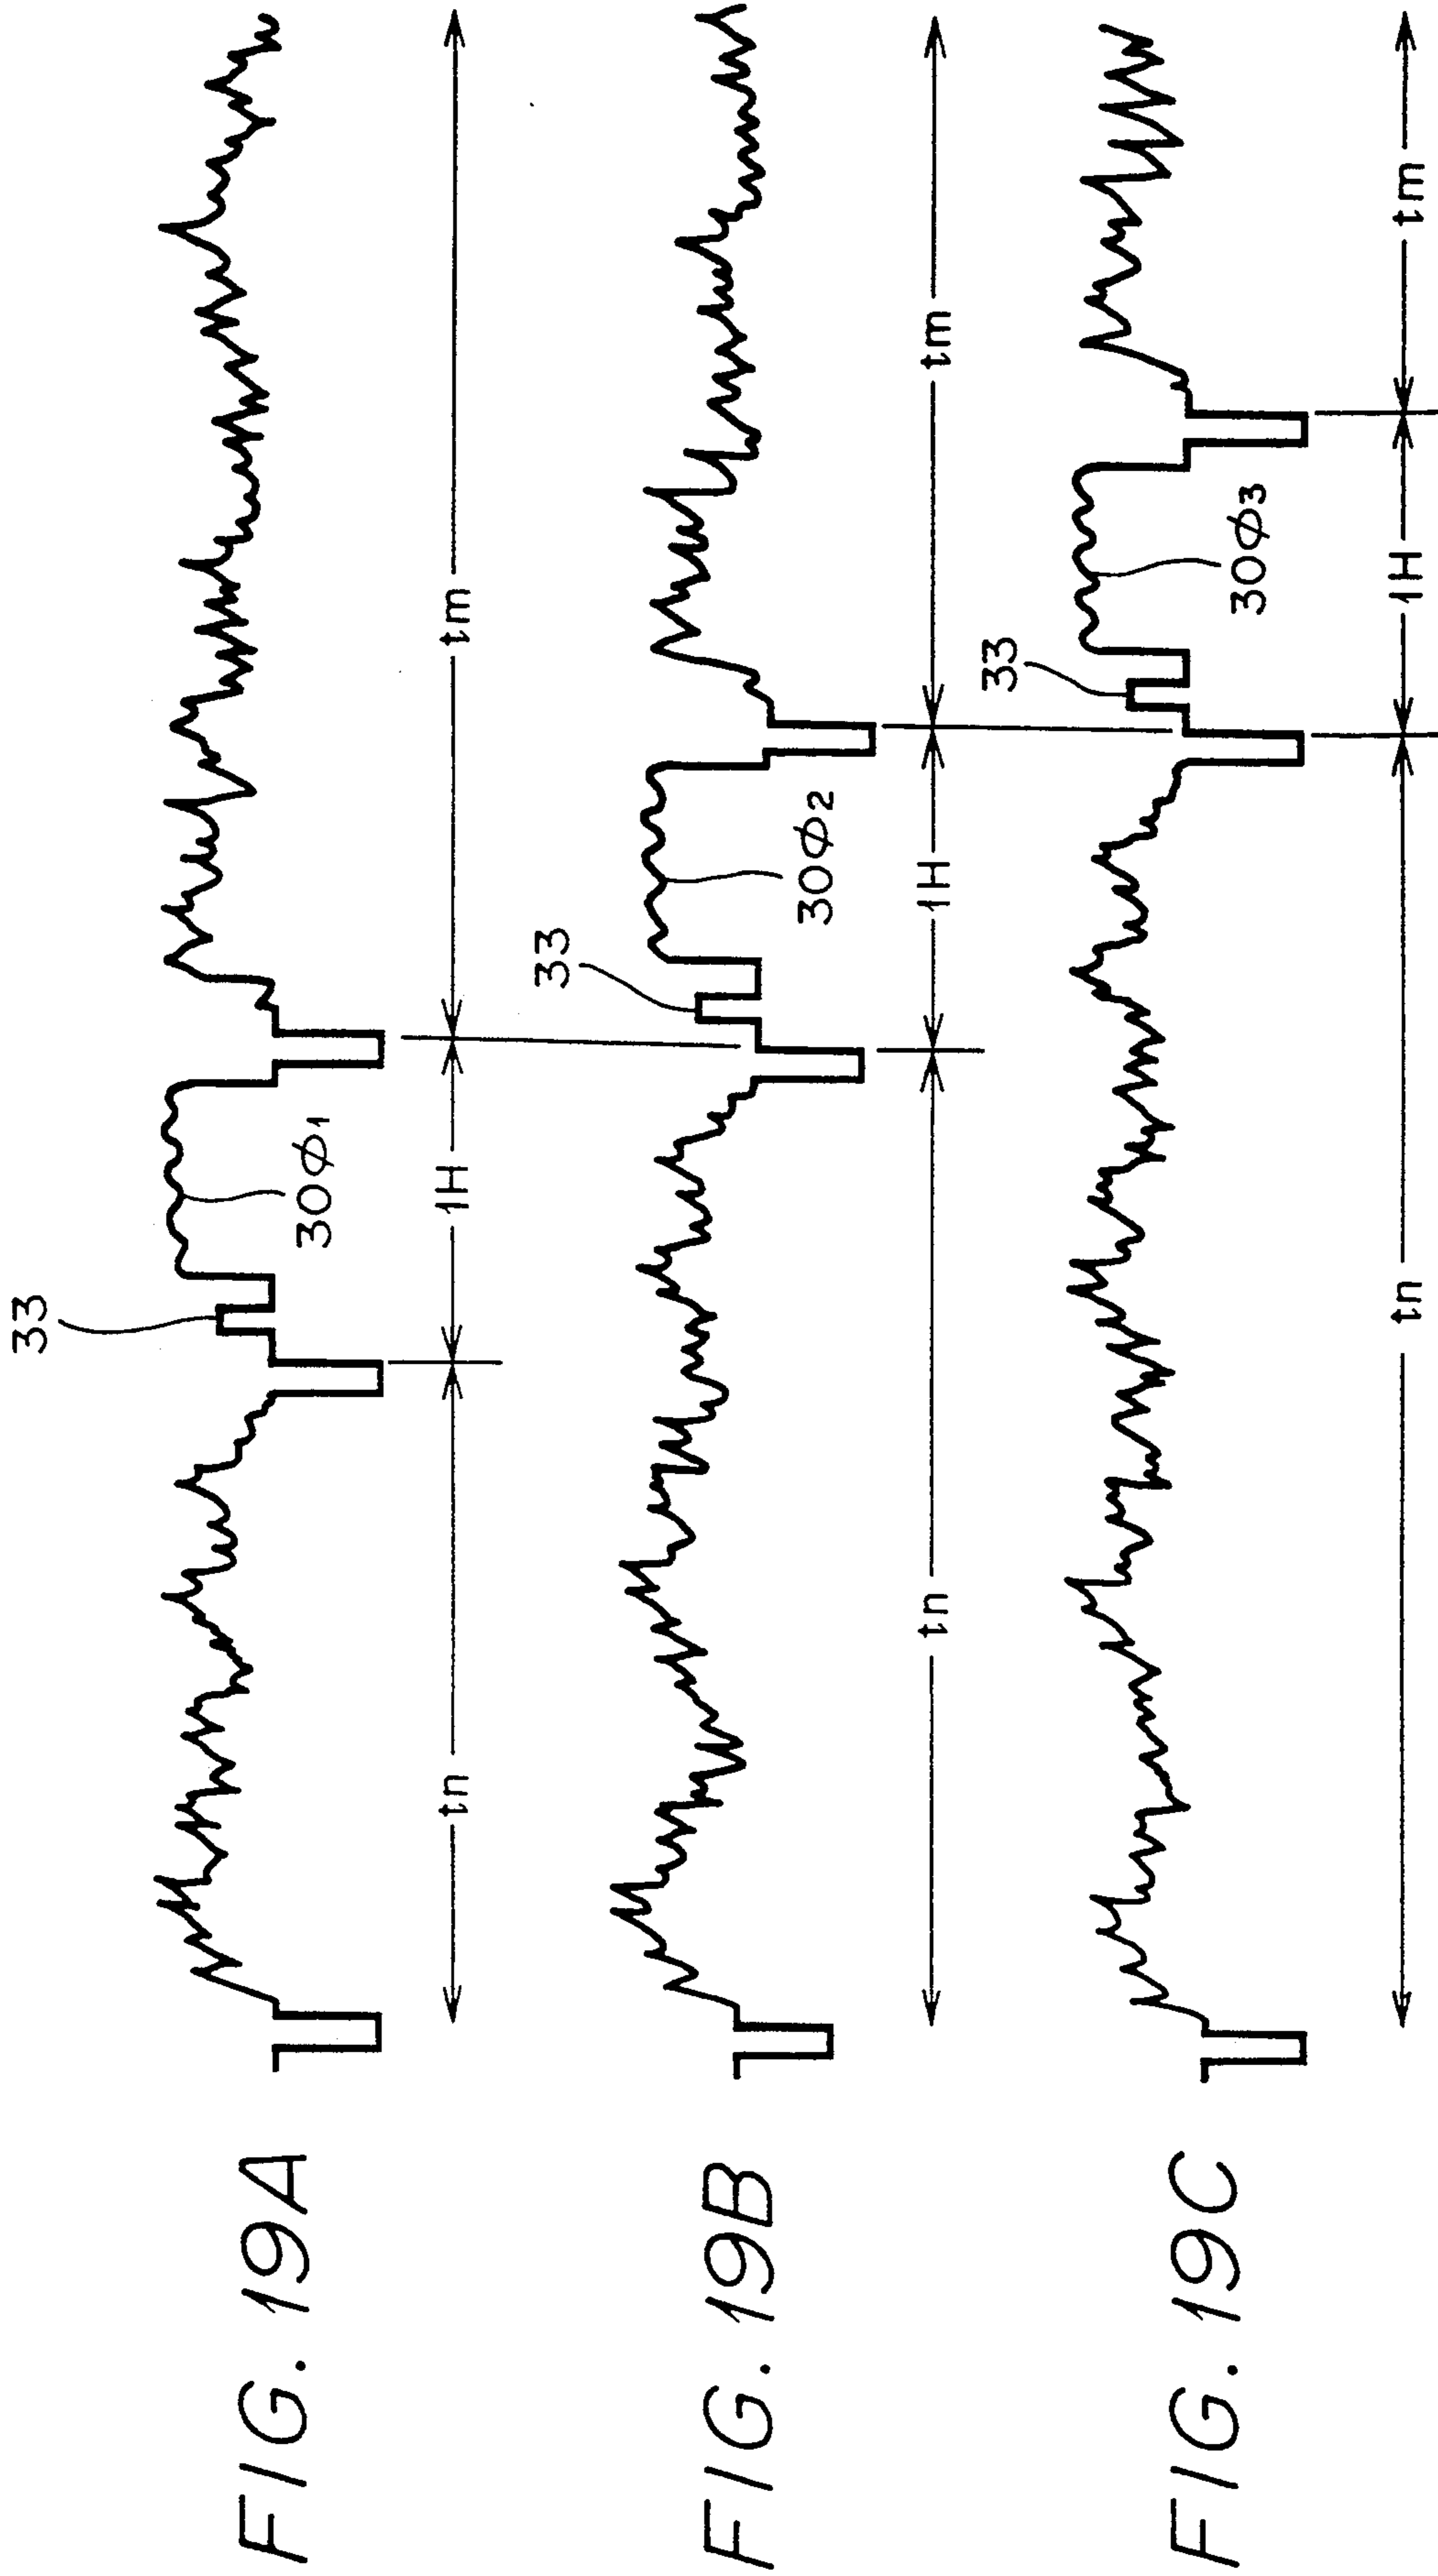 FIG. 19A
33
30φ1
tn
1H
tm
FIG. 19B
33
30φ2
tn
1H
tm
FIG. 19C
33
30φ3
tn
1H
tm